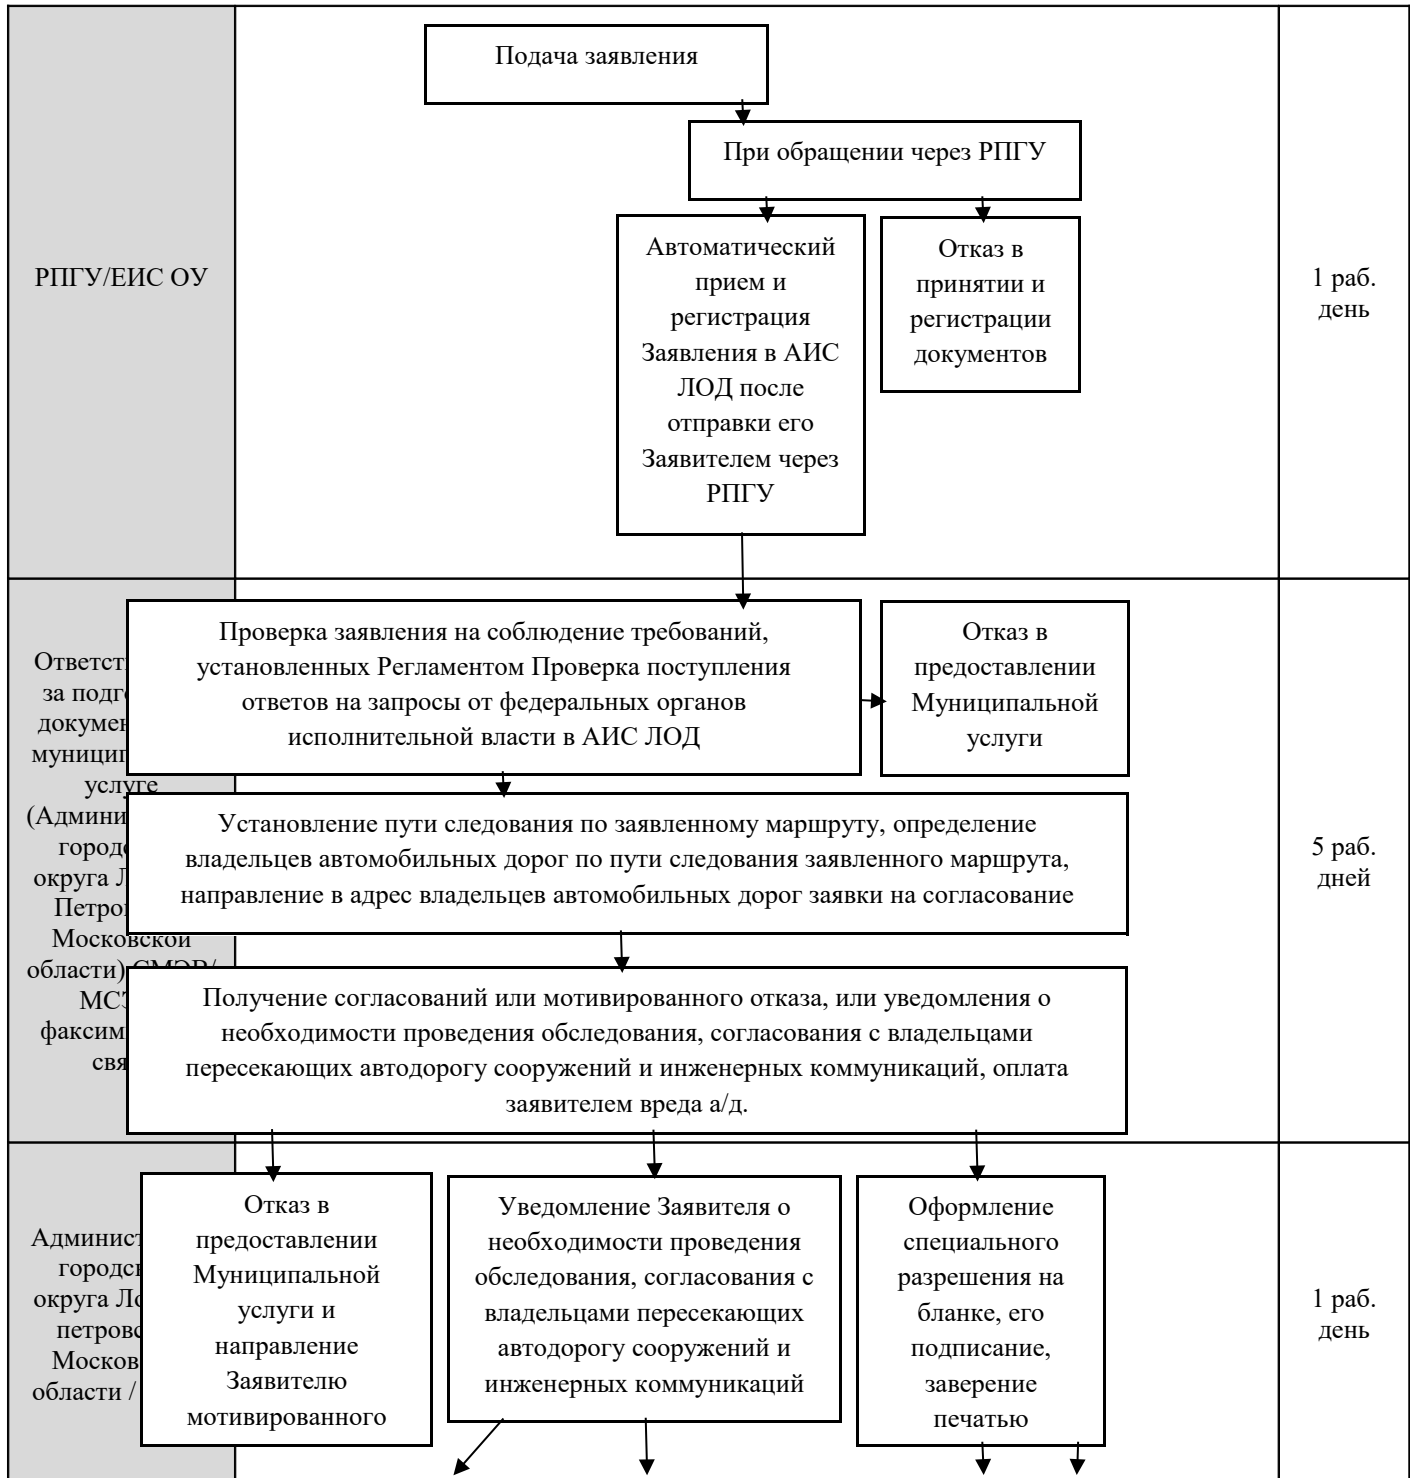 Подача заявления
При обращении через РПГУ
Автоматический
прием и
регистрация
Заявления в АИС
ЛОД после
отправки его
Заявителем через
РПГУ
Отказ в
принятии и
регистрации
документов
РПГУ/ЕИС ОУ
1 раб.
день
Проверка заявления на соблюдение требований,
установленных Регламентом Проверка поступления
ответов на запросы от федеральных органов
исполнительной власти в АИС ЛОД
Отказ в
предоставлении
Муниципальной
услуги
за
услуге
Московской
области)
Установление пути следования по заявленному маршруту, определение
владельцев автомобильных дорог по пути следования заявленного маршрута,
направление в адрес владельцев автомобильных дорог заявки на согласование
5 раб.
дней
Получение согласований или мотивированного отказа, или уведомления о
необходимости проведения обследования, согласования с владельцами
пересекающих автодорогу сооружений и инженерных коммуникаций, оплата
заявителем вреда а/д.
округа
области /
Отказ в
предоставлении
Муниципальной
услуги и
направление
Заявителю
мотивированного
Уведомление Заявителя о
необходимости проведения
обследования, согласования с
владельцами пересекающих
автодорогу сооружений и
инженерных коммуникаций
Оформление
специального
разрешения на
бланке, его
подписание,
заверение
печатью
1 раб.
день